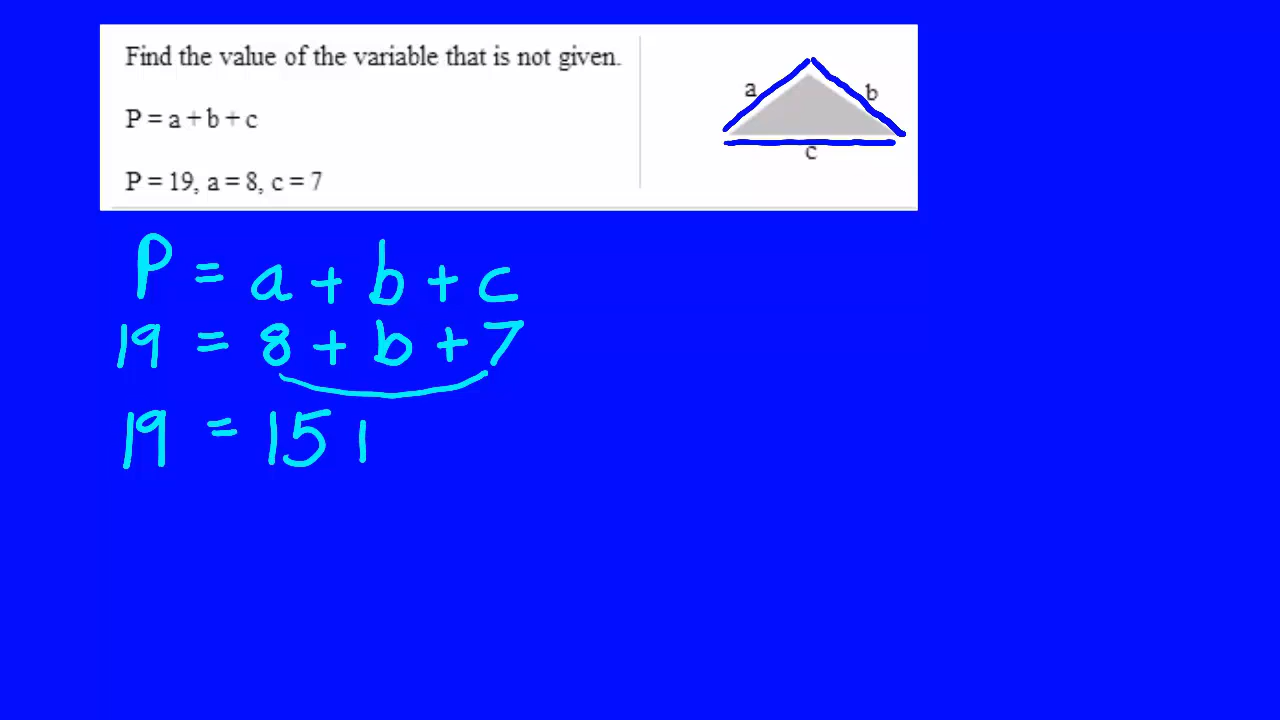 Find the value of the variable that is not given.
P = a + b + c
P = 19, a = 8, c = 7
a
b
c
P = a + b + c
19 = 8 + b + 7
19 = 15 |